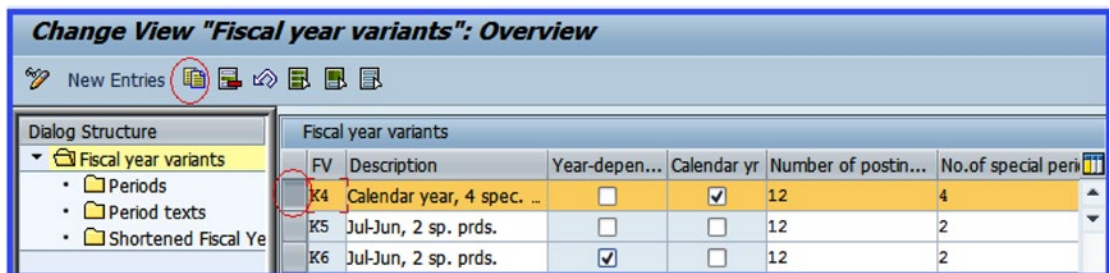 Change View "Fiscal year variants": Overview
New Entries
Dialog Structure
Fiscal year variants
Periods
Period texts
Shortened Fiscal Ye
Fiscal year variants
FV Description Year-depen... Calendar yr Number of postin... No.of special peri
K4 Calendar year, 4 spec. ... 12 4
K5 Jul-Jun, 2 sp. prds. 12 2
K6 Jul-Jun, 2 sp. prds. 12 2